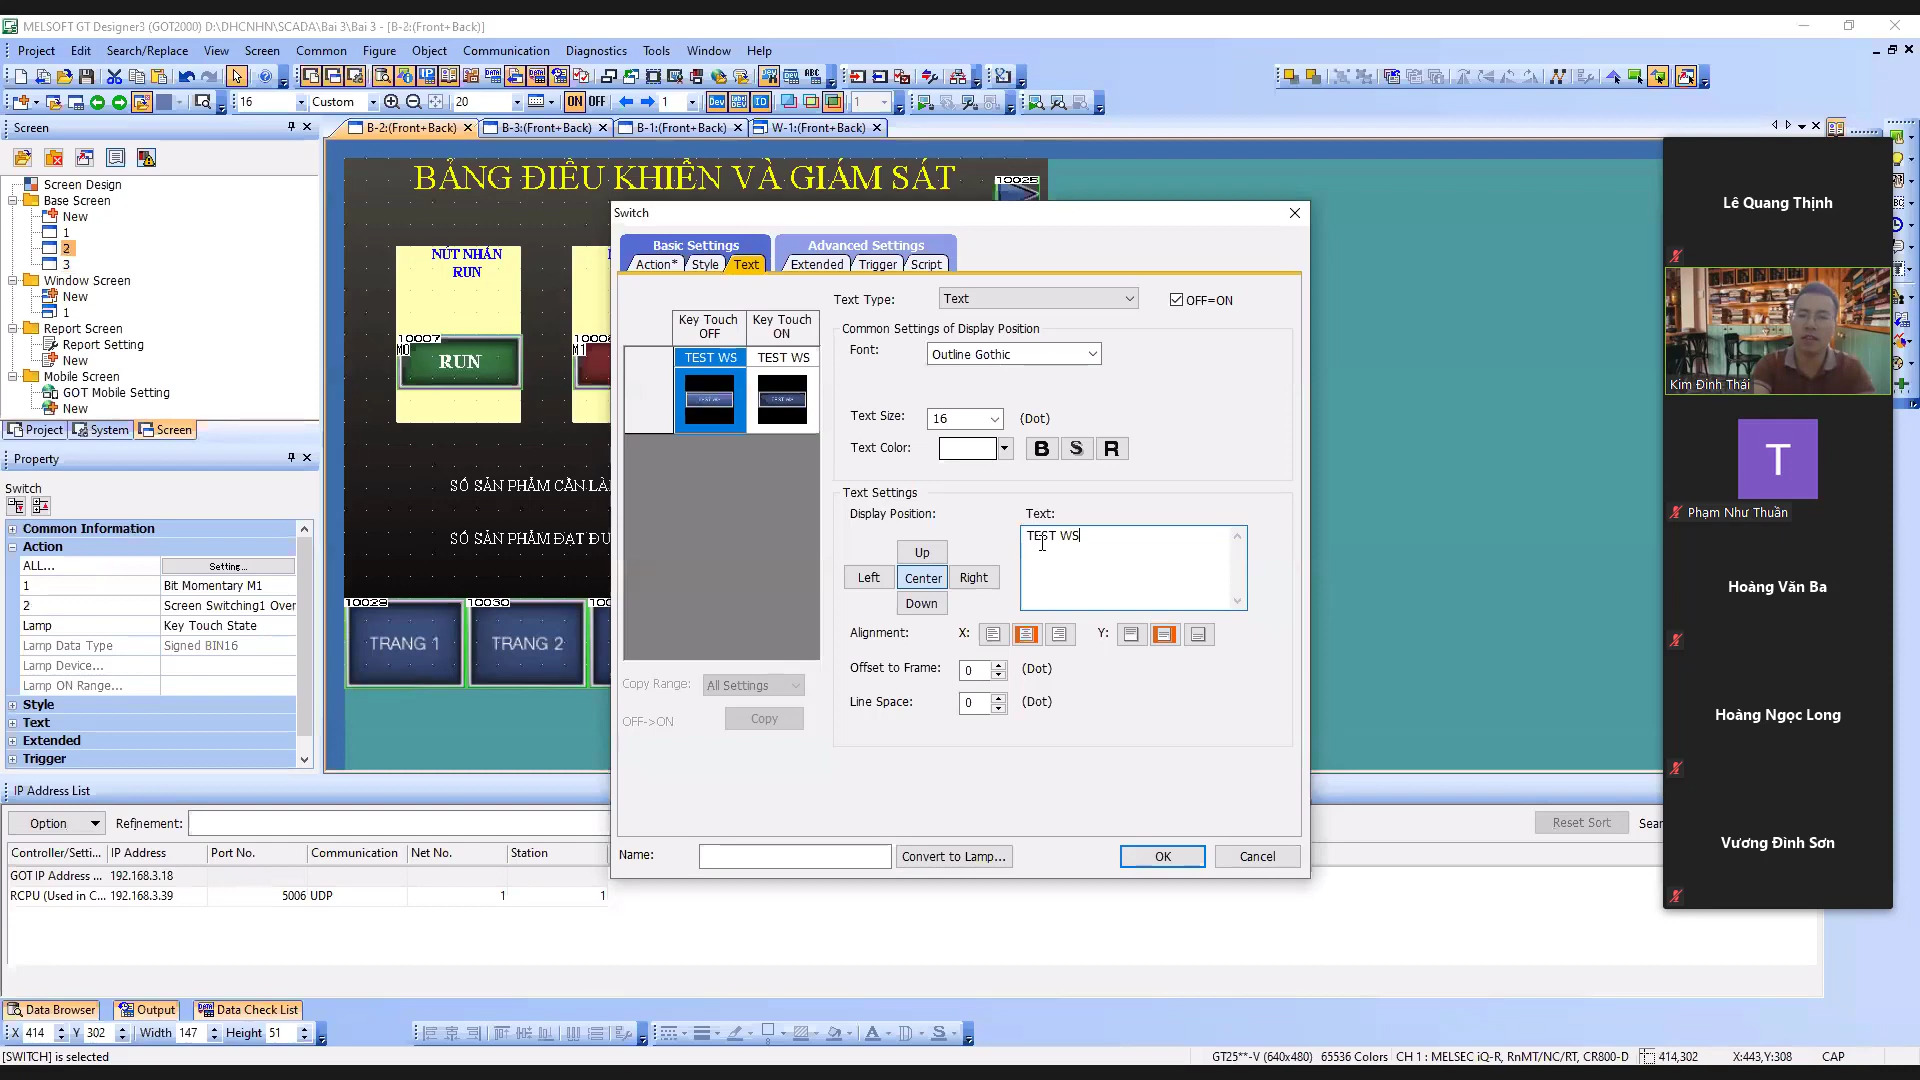 MELSOFT GT Designer3 (GOT2000) D:\DHCNHN\SCADA\Bai 3\Bai 3 - [B-2:(Front+Back)]
Project Edit Search/Replace View Screen Common Figure Object Communication Diagnostics Tools Window Help
16 Custom 20 ON OFF 1 Dev ID 1
Screen
B-2:(Front+Back) B-3:(Front+Back) B-1:(Front+Back) W-1:(Front+Back)
Screen Design
Base Screen
New
1
2
3
Window Screen
New
1
Report Screen
Report Setting
New
Mobile Screen
GOT Mobile Setting
New
Project System Screen
Property
Switch
Common Information
Action
ALL... Setting...
1 Bit Momentary M1
2 Screen Switching1 Over
Lamp Key Touch State
Lamp Data Type Signed BIN16
Lamp Device...
Lamp ON Range...
Style
Text
Extended
Trigger
BẢNG ĐIỀU KHIỂN VÀ GIÁM SÁT
10025
NÚT NHẤN
RUN
10007
M0
RUN
M1
SỐ SẢN PHẨM CẦN LÀ
SỐ SẢN PHẨM ĐẠT ĐƯ
10029 10030 100
TRANG 1 TRANG 2
Switch
Basic Settings Advanced Settings
Action* Style Text Extended Trigger Script
Text Type: Text OFF=ON
Key Touch OFF Key Touch ON
TEST WS TEST WS
Common Settings of Display Position
Font: Outline Gothic
Text Size: 16 (Dot)
Text Color: B S R
Text Settings
Display Position: Text:
TEST WS
Up
Left Center Right
Down
Alignment: X: Y:
Offset to Frame: 0 (Dot)
Line Space: 0 (Dot)
Copy Range: All Settings
OFF->ON Copy
Name: Convert to Lamp... OK Cancel
Lê Quang Thịnh
Kim Đình Thái
T
Phạm Như Thuần
Hoàng Văn Ba
Hoàng Ngọc Long
Vương Đình Sơn
IP Address List
Option Refinement: Reset Sort Sear
Controller/Setti... IP Address Port No. Communication Net No. Station
GOT IP Address ... 192.168.3.18
RCPU (Used in C... 192.168.3.39 5006 UDP 1 1
Data Browser Output Data Check List
X 414 Y 302 Width 147 Height 51
[SWITCH] is selected GT25**-V (640x480) 65536 Colors CH 1 : MELSEC iQ-R, RnMT/NC/RT, CR800-D 414,302 X:443,Y:308 CAP